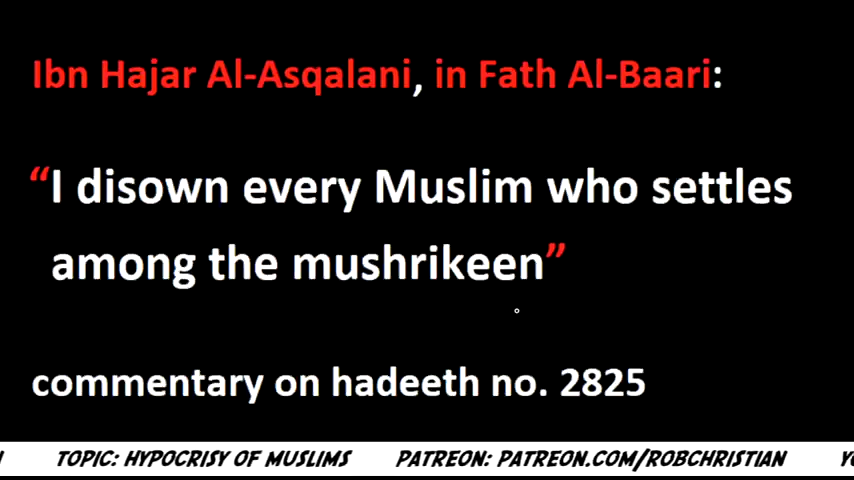 Ibn Hajar Al-Asqalani, in Fath Al-Baari:
“I disown every Muslim who settles
among the mushrikeen”
commentary on hadeeth no. 2825
TOPIC: HYPOCRISY OF MUSLIMS PATREON: PATREON.COM/ROBCHRISTIAN